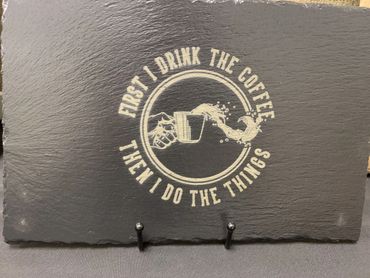 FIRST I DRINK THE COFFEE
THEN I DO THE THINGS